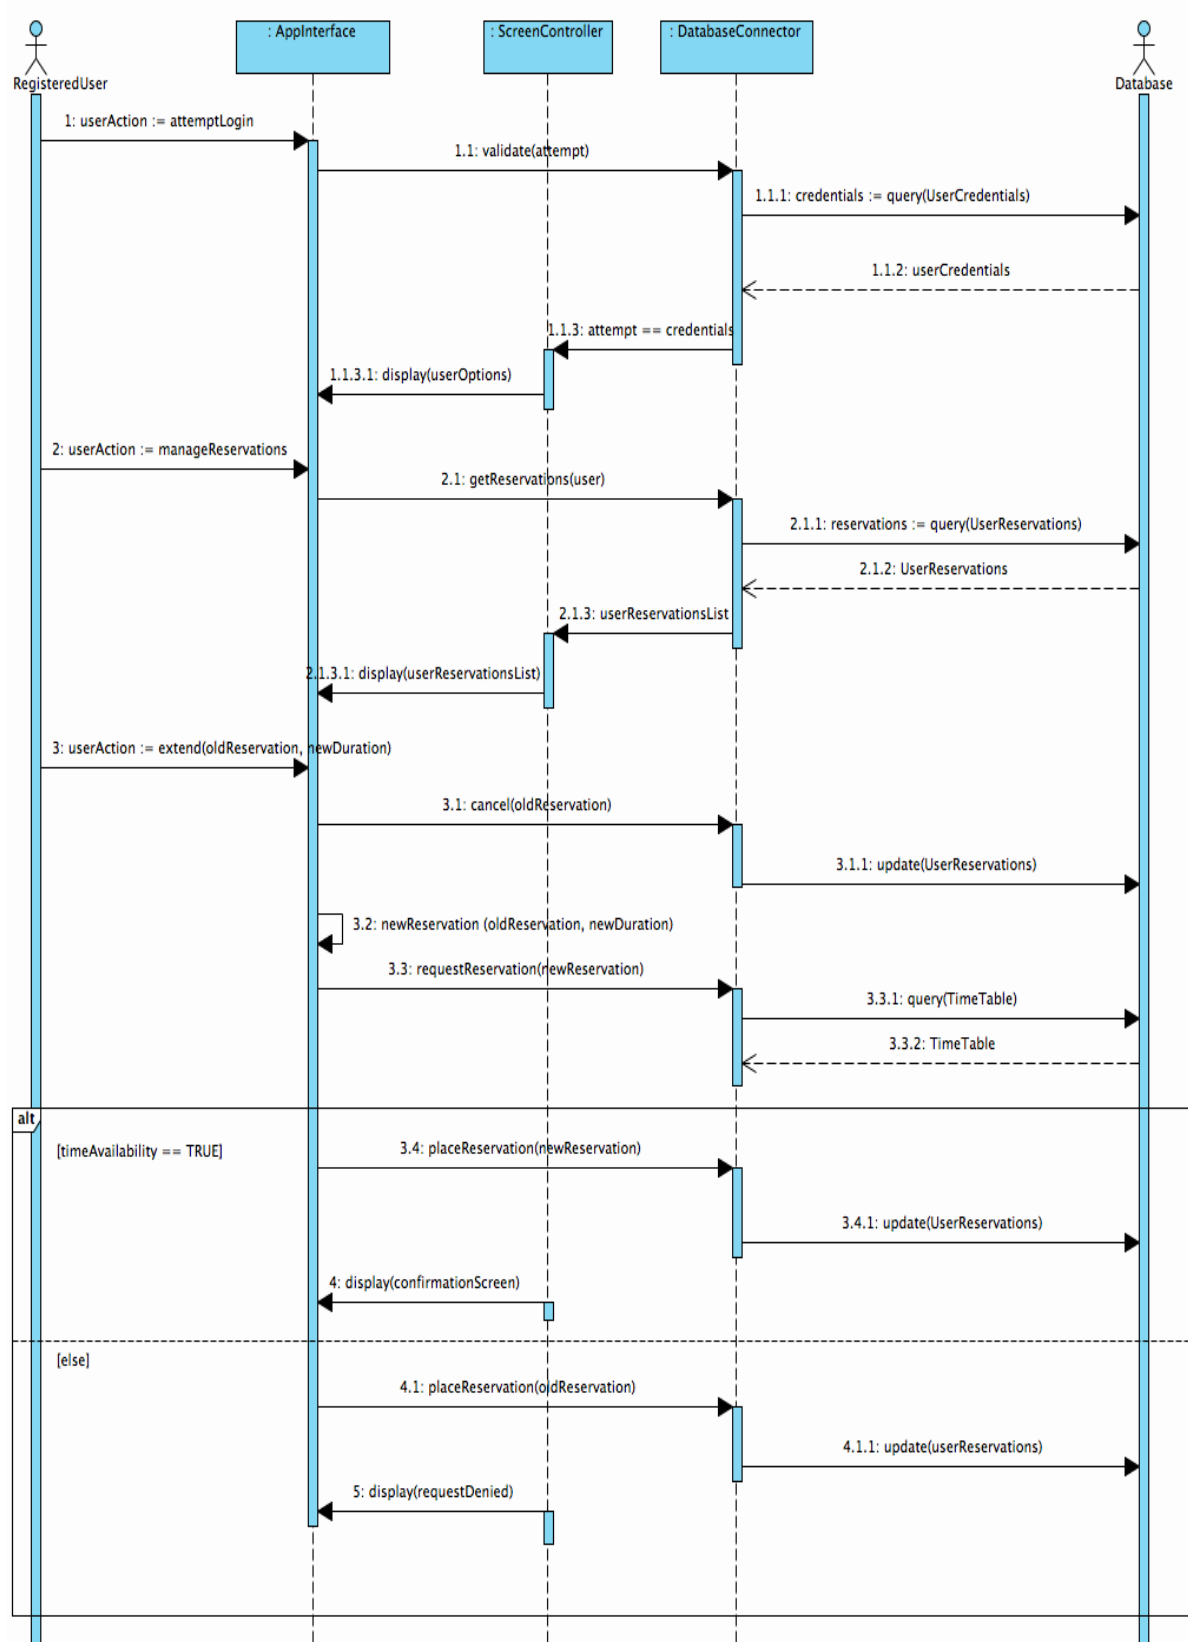 : AppInterface
: ScreenController
: DatabaseConnector
RegisteredUser
Database
1: userAction := attemptLogin
1.1: validate(attempt)
1.1.1: credentials := query(UserCredentials)
1.1.2: userCredentials
1.1.3: attempt == credentials
1.1.3.1: display(userOptions)
2: userAction := manageReservations
2.1: getReservations(user)
2.1.1: reservations := query(UserReservations)
2.1.2: UserReservations
2.1.3: userReservationsList
2.1.3.1: display(userReservationsList)
3: userAction := extend(oldReservation, newDuration)
3.1: cancel(oldReservation)
3.1.1: update(UserReservations)
3.2: newReservation (oldReservation, newDuration)
3.3: requestReservation(newReservation)
3.3.1: query(TimeTable)
3.3.2: TimeTable
alt
[timeAvailability == TRUE]
3.4: placeReservation(newReservation)
3.4.1: update(UserReservations)
4: display(confirmationScreen)
[else]
4.1: placeReservation(oldReservation)
4.1.1: update(userReservations)
5: display(requestDenied)